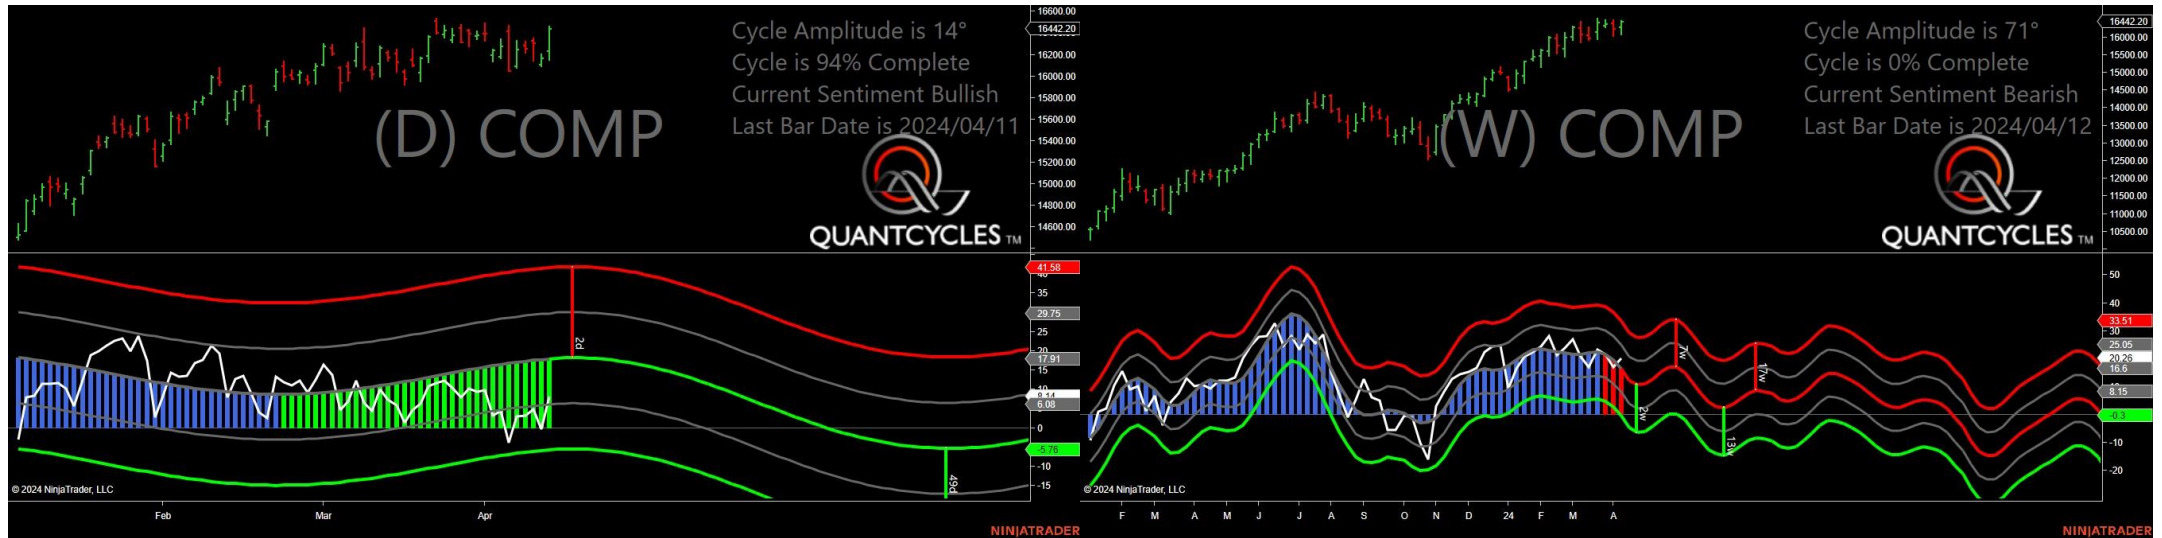 Cycle Amplitude is 14°
Cycle is 94% Complete
Current Sentiment Bullish
Last Bar Date is 2024/04/11
(D) COMP
QUANTCYCLES TM
16600.00
16442.20
16200.00
16000.00
15800.00
15600.00
15400.00
15200.00
15000.00
14800.00
14600.00
41.58
35
29.75
25
17.91
15
8.14
6.08
0
-5.76
-10
-15
2d
49d
© 2024 NinjaTrader, LLC
Feb Mar Apr
NINJATRADER
Cycle Amplitude is 71°
Cycle is 0% Complete
Current Sentiment Bearish
Last Bar Date is 2024/04/12
(W) COMP
QUANTCYCLES TM
16442.20
16000.00
15000.00
14500.00
14000.00
13500.00
13000.00
12500.00
12000.00
11500.00
11000.00
10500.00
50
40
33.51
30
25.05
20.26
16.6
8.15
-0.3
-10
-20
2w
7w
13w
17w
© 2024 NinjaTrader, LLC
F M A M J J A S O N D 24 F M A
NINJATRADER